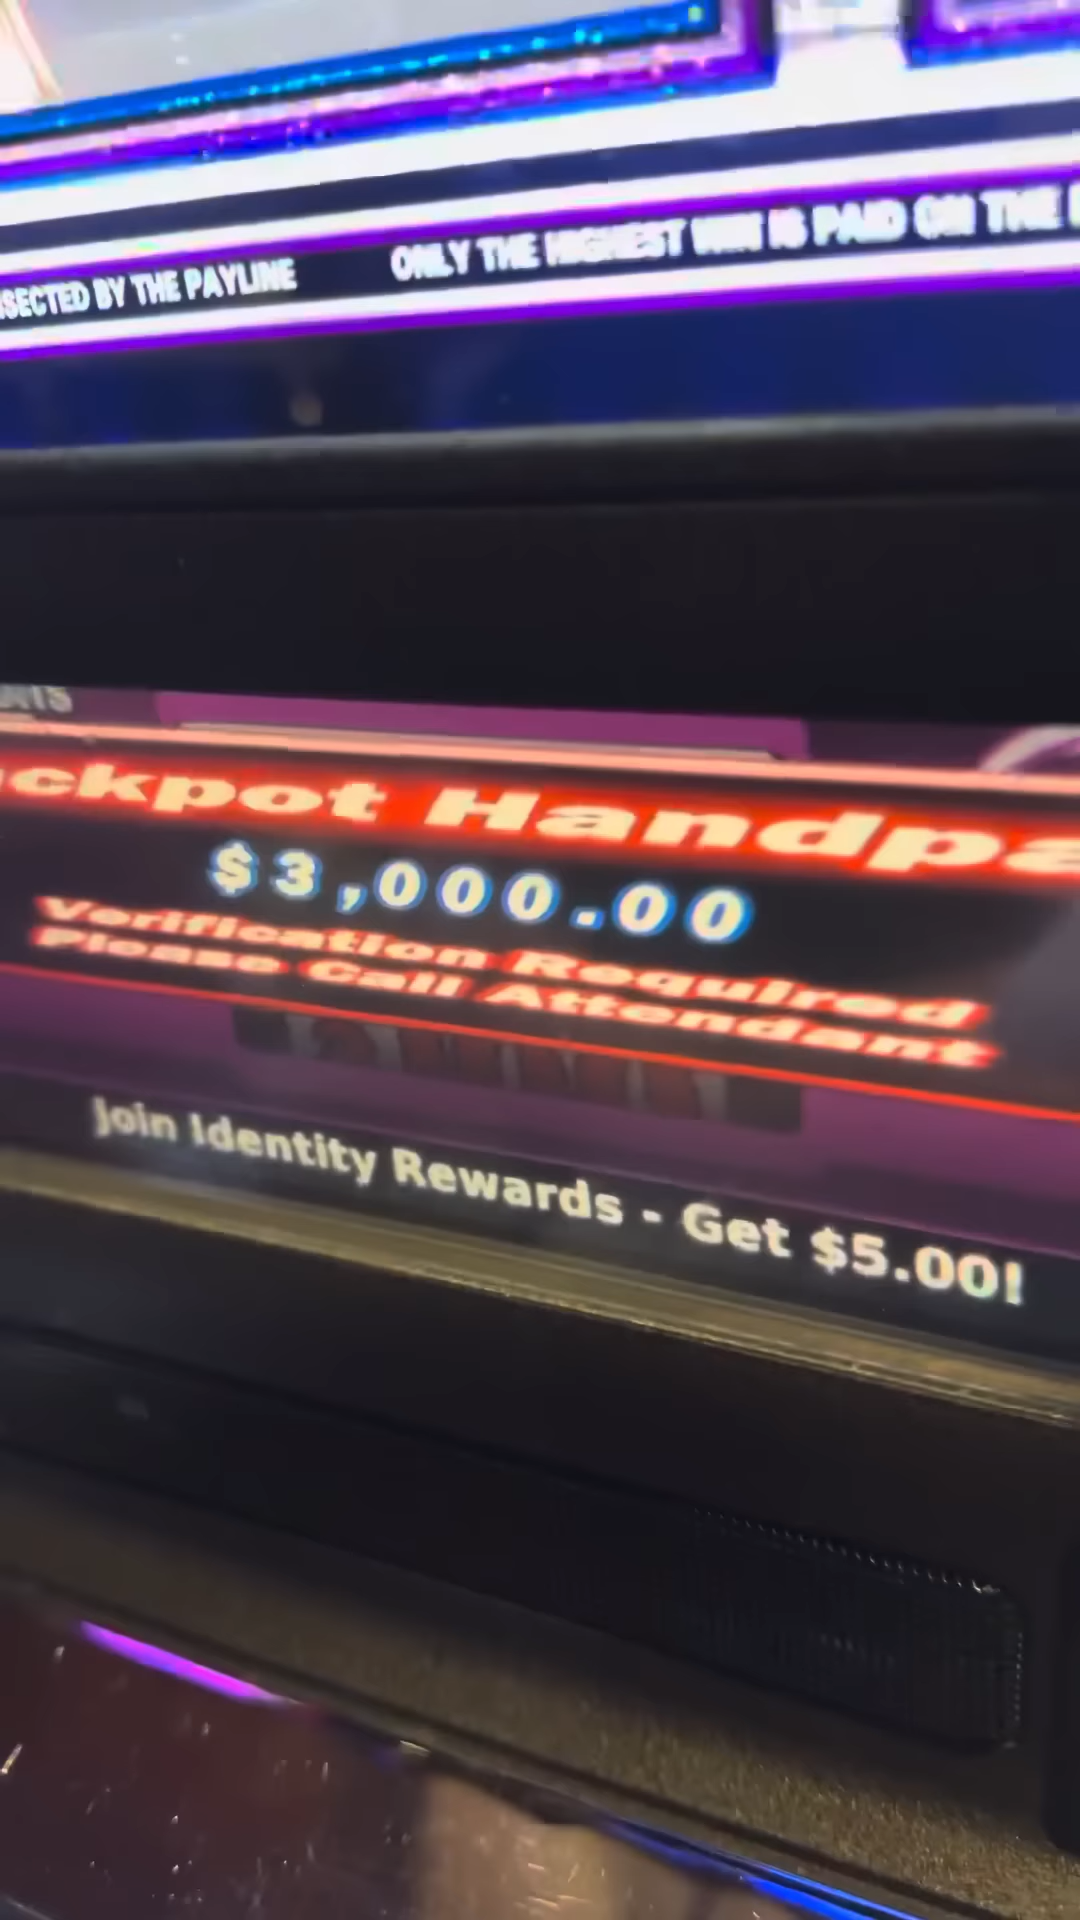 SECTED BY THE PAYLINE ONLY THE HIGHEST WIN IS PAID ON THE
ckpot Handpa
$3,000.00
Verification Required
Please Call Attendant
Join Identity Rewards - Get $5.00!